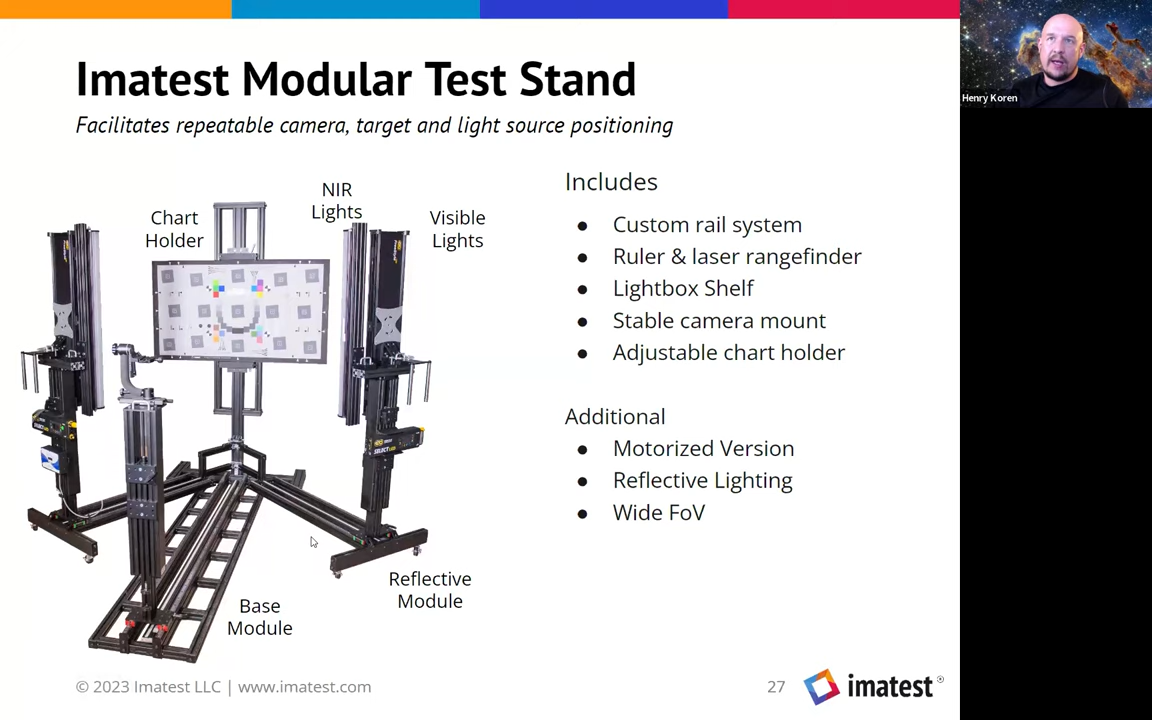 Imatest Modular Test Stand
Facilitates repeatable camera, target and light source positioning
Henry Koren
NIR
Lights
Chart
Holder
Visible
Lights
Base
Module
Reflective
Module
Includes
● Custom rail system
● Ruler & laser rangefinder
● Lightbox Shelf
● Stable camera mount
● Adjustable chart holder
Additional
● Motorized Version
● Reflective Lighting
● Wide FoV
© 2023 Imatest LLC | www.imatest.com
27
imatest®